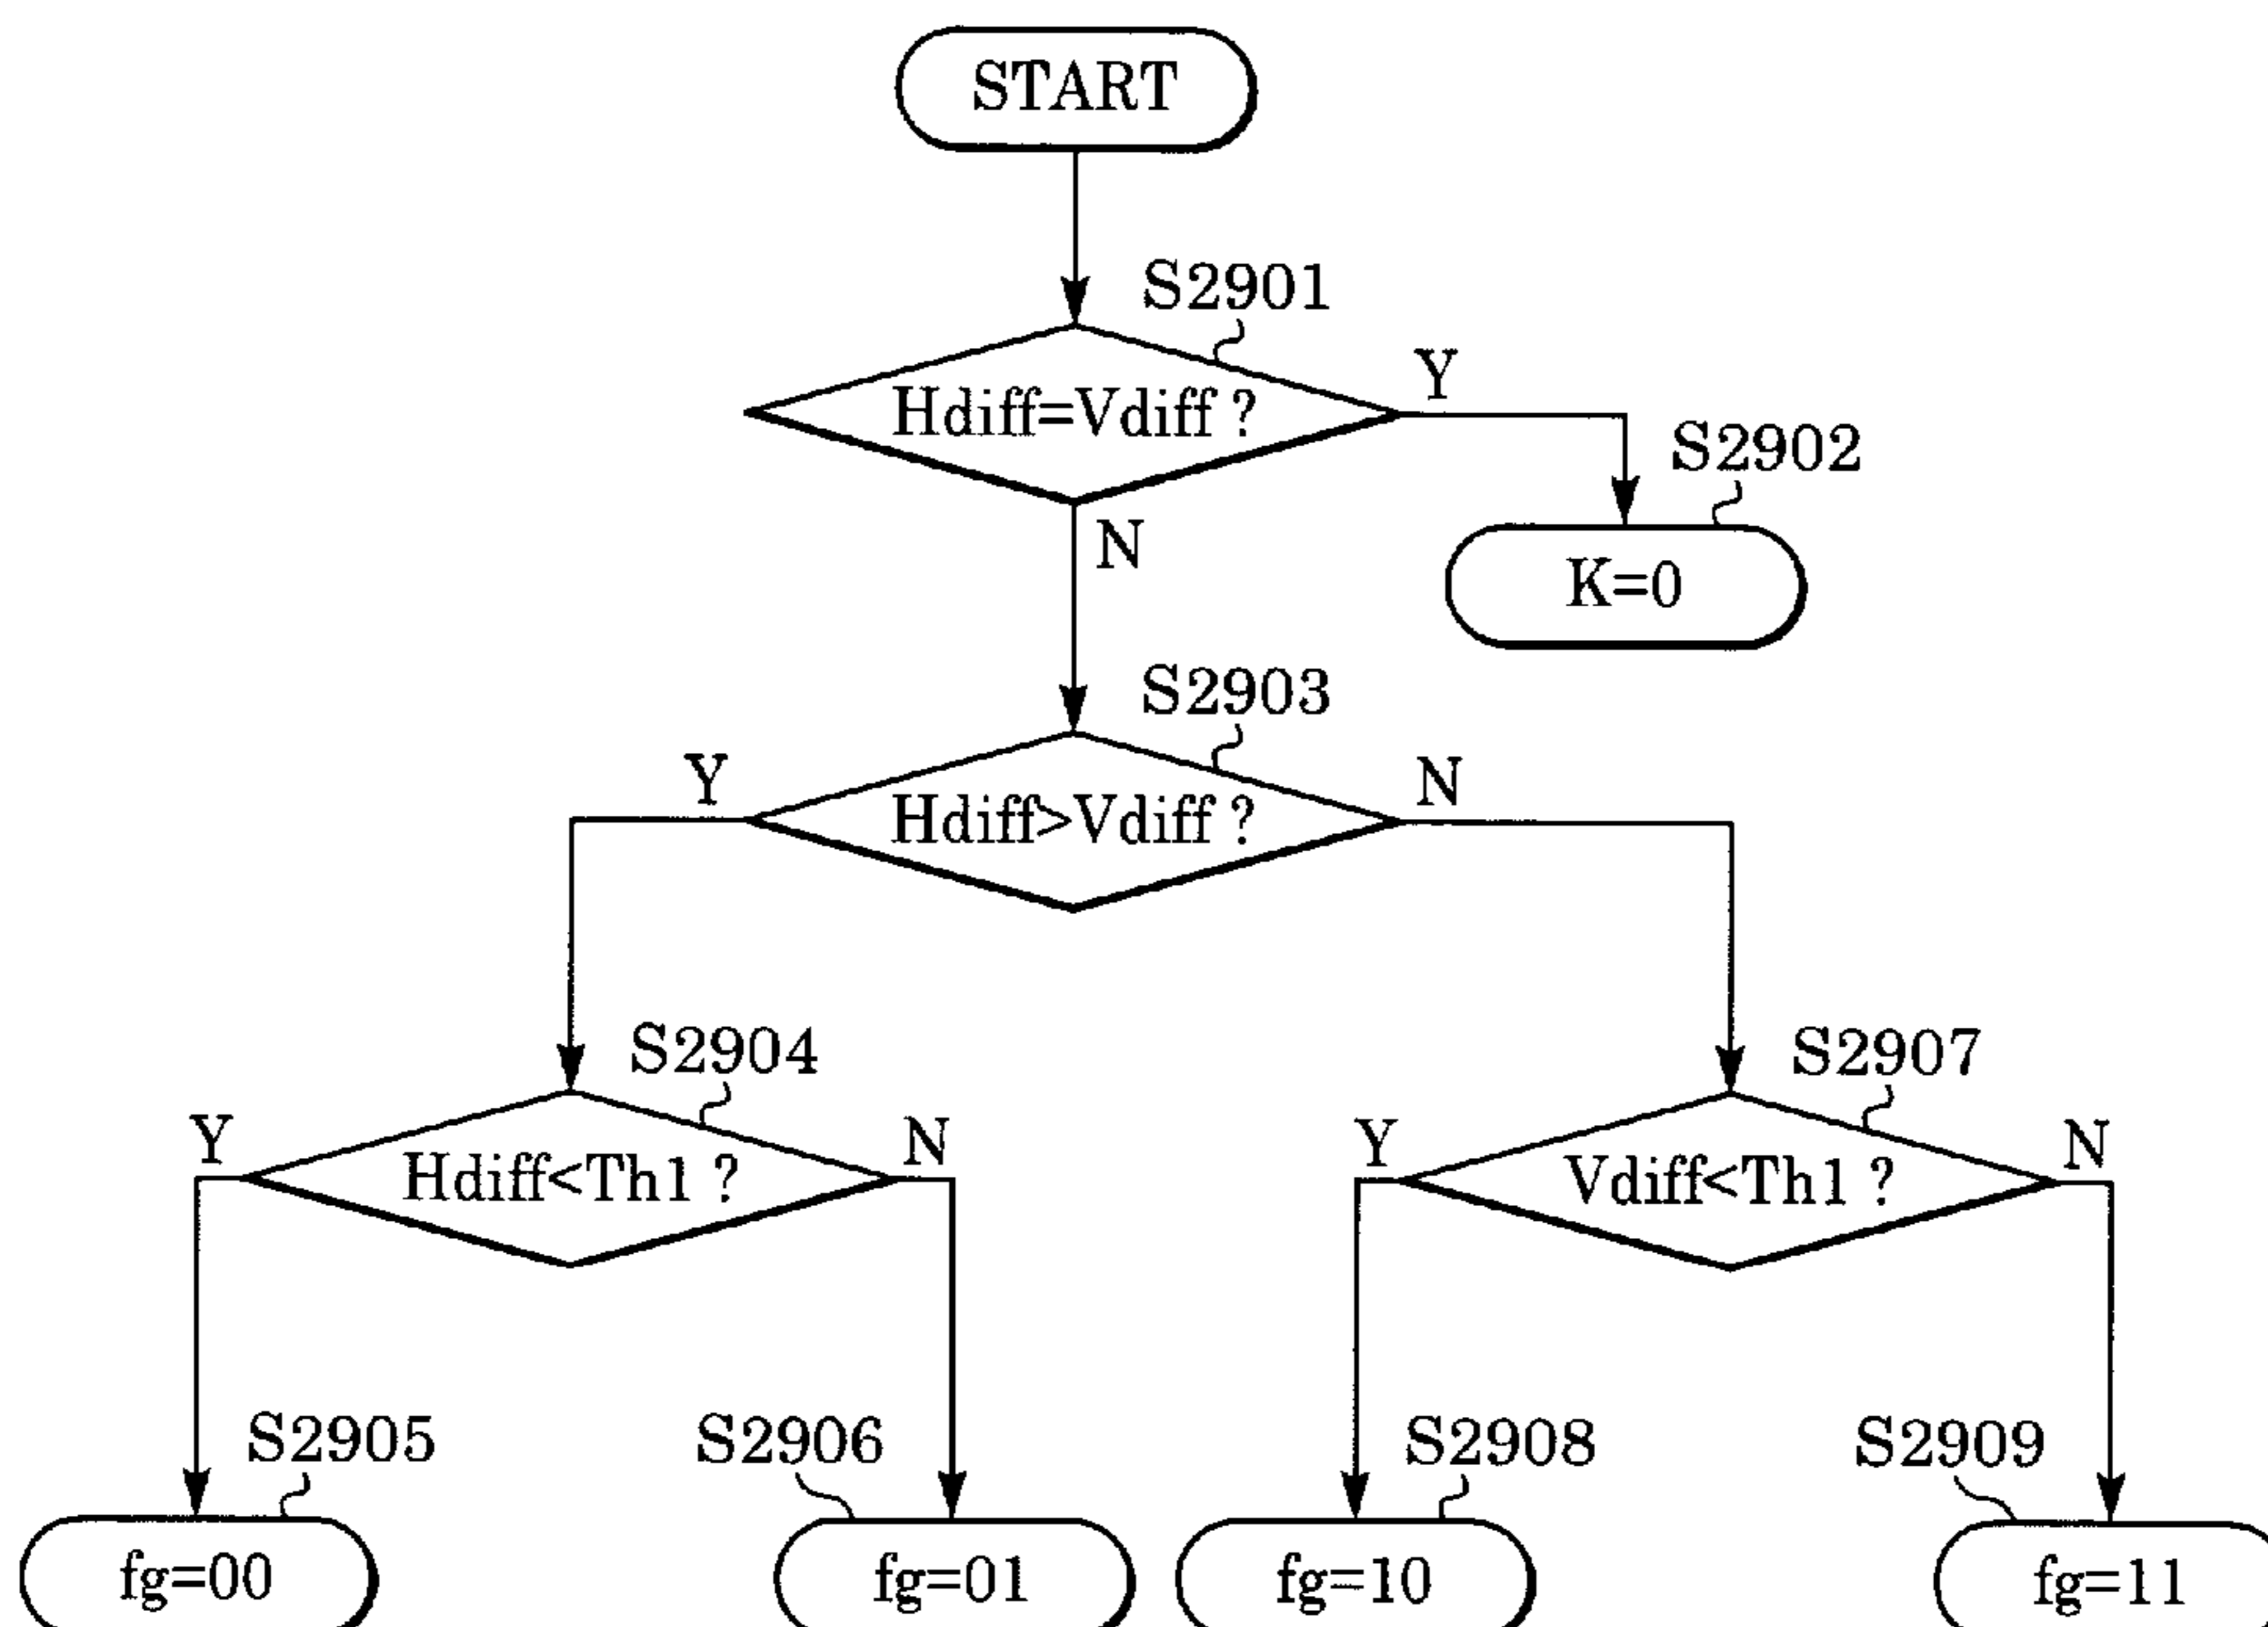 START
S2901
Hdiff=Vdiff ?
Y
S2902
N
K=0
S2903
Y
Hdiff>Vdiff ?
N
S2904
S2907
Y
Hdiff<Th1 ?
N
Y
Vdiff<Th1 ?
N
S2905
S2906
S2908
S2909
fg=00
fg=01
fg=10
fg=11